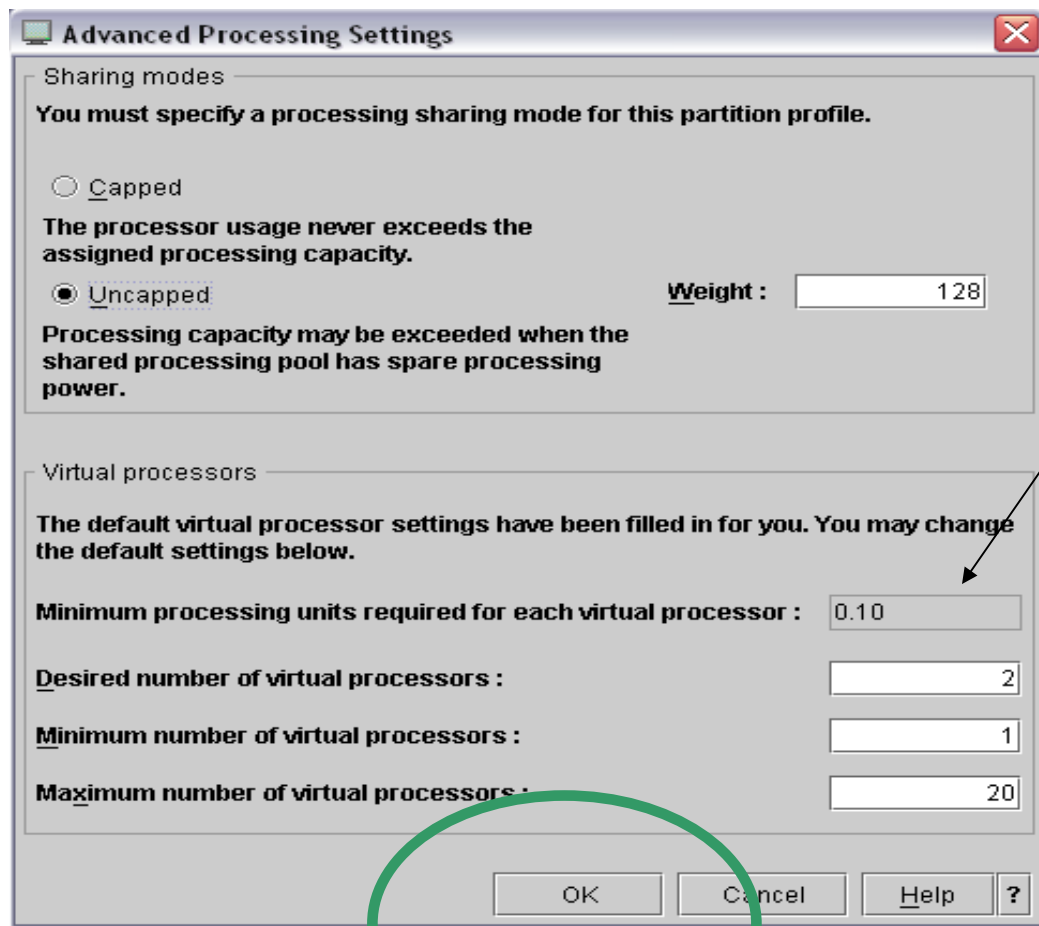 Advanced Processing Settings
Sharing modes
You must specify a processing sharing mode for this partition profile.
Capped
The processor usage never exceeds the
assigned processing capacity.
Uncapped
Weight : 128
Processing capacity may be exceeded when the
shared processing pool has spare processing
power.
Virtual processors
The default virtual processor settings have been filled in for you. You may change
the default settings below.
Minimum processing units required for each virtual processor : 0.10
Desired number of virtual processors : 2
Minimum number of virtual processors : 1
Maximum number of virtual processors : 20
OK Cancel Help ?